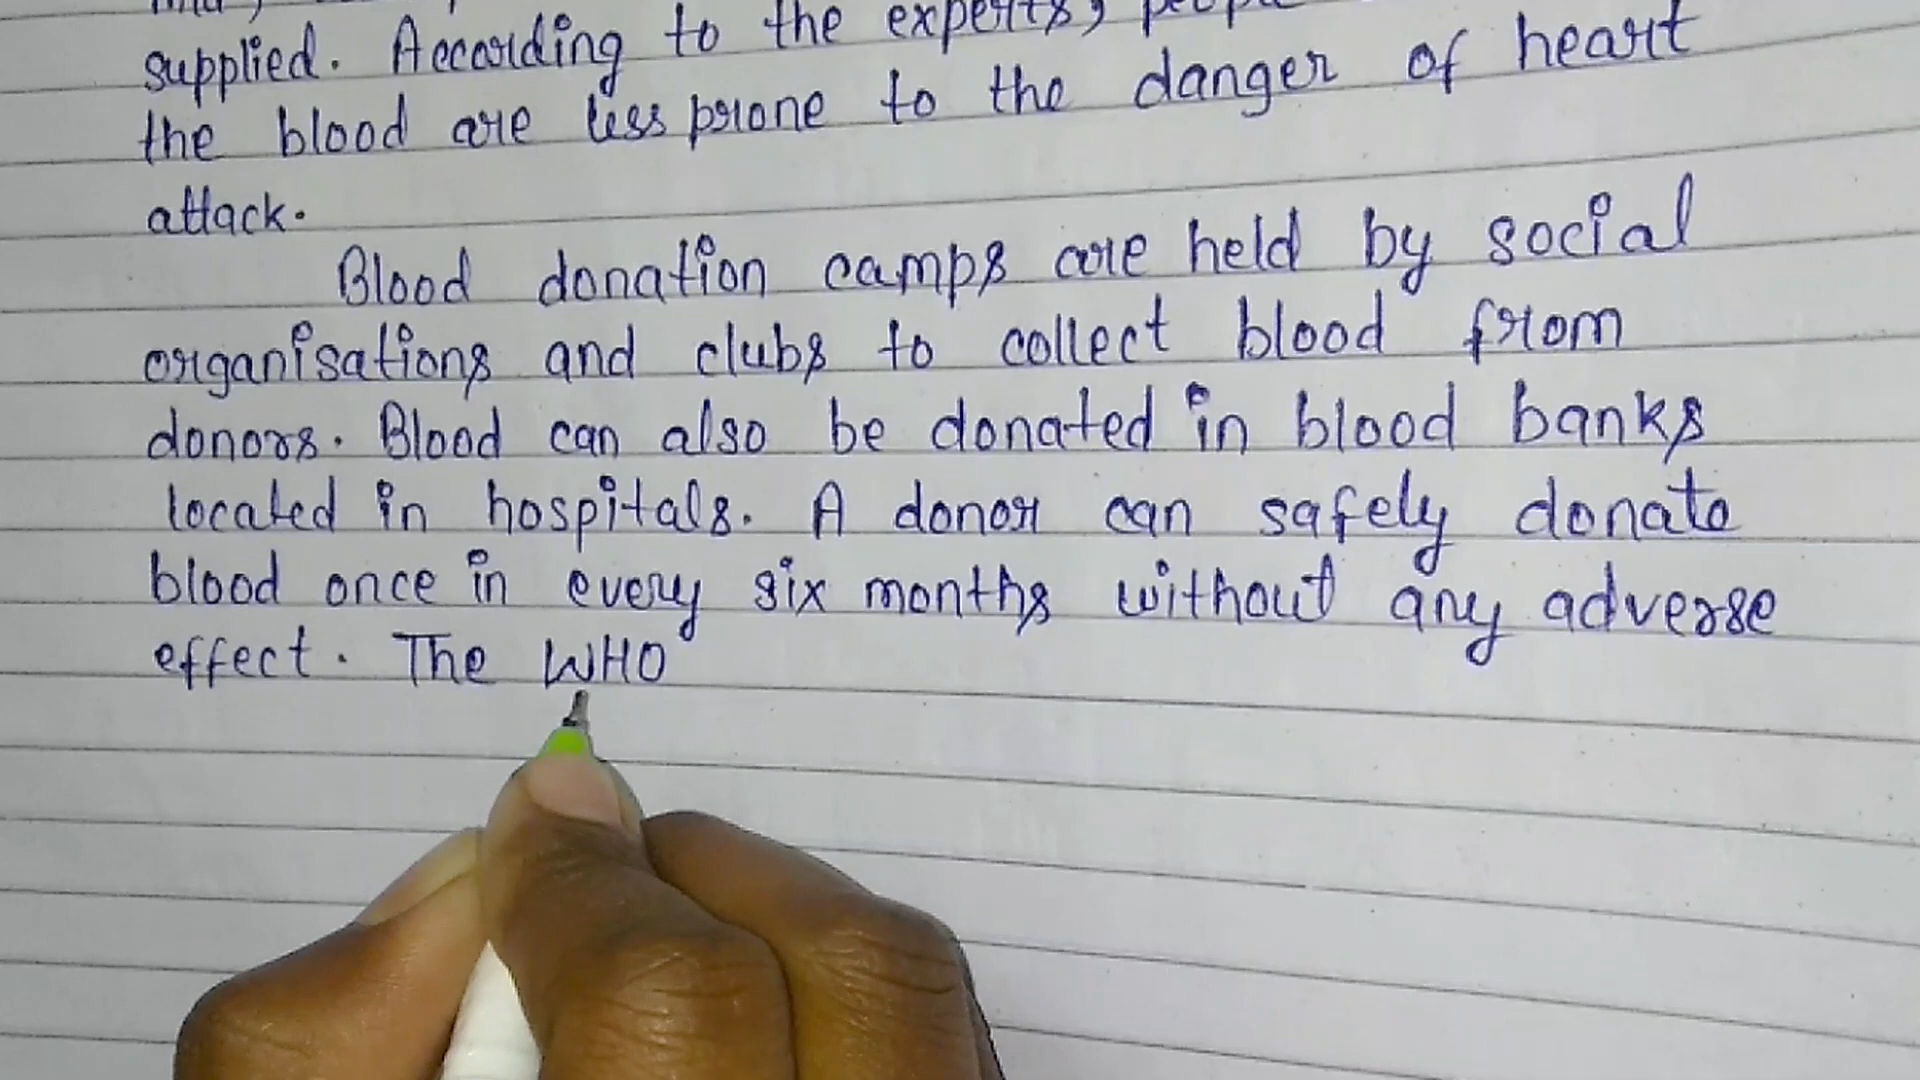 supplied. According to the experts,
the blood are less prone to the danger of heart
attack.
Blood donation camps are held by social
organisations and clubs to collect blood from
donors. Blood can also be donated in blood banks
located in hospitals. A donor can safely donate
blood once in every six months without any adverse
effect. The WHO